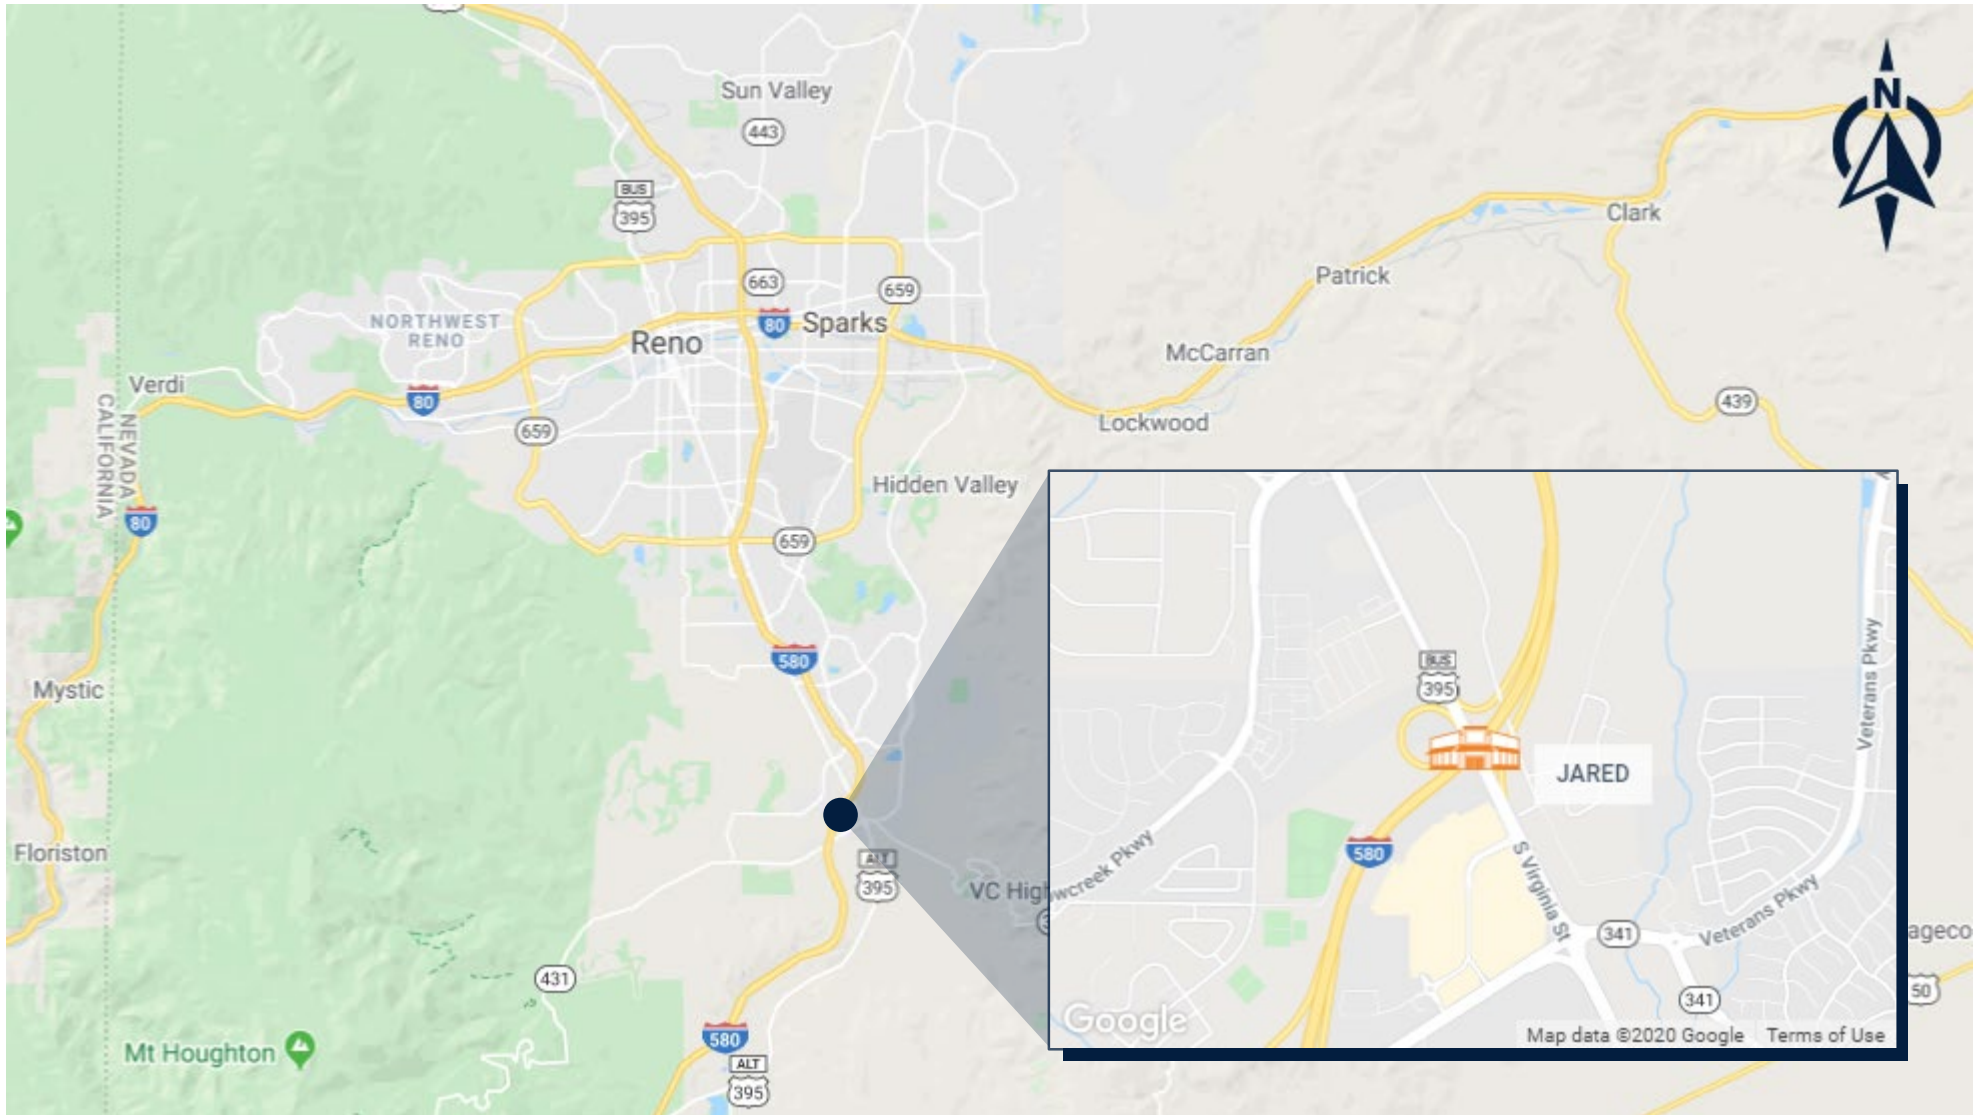 Sun Valley
443
N
BUS
395
Clark
Patrick
663
659
NORTHWEST
RENO
80
Sparks
Reno
McCarran
Verdi
80
439
Lockwood
659
NEVADA
CALIFORNIA
Hidden Valley
80
659
580
Mystic
BUS
395
Veterans Pkwy
JARED
Floriston
ALT
395
580
VC High
wcreek Pkwy
S Virginia St
Veterans Pkwy
341
ageco
431
50
341
Google
Map data ©2020 Google
Terms of Use
580
Mt Houghton
ALT
395